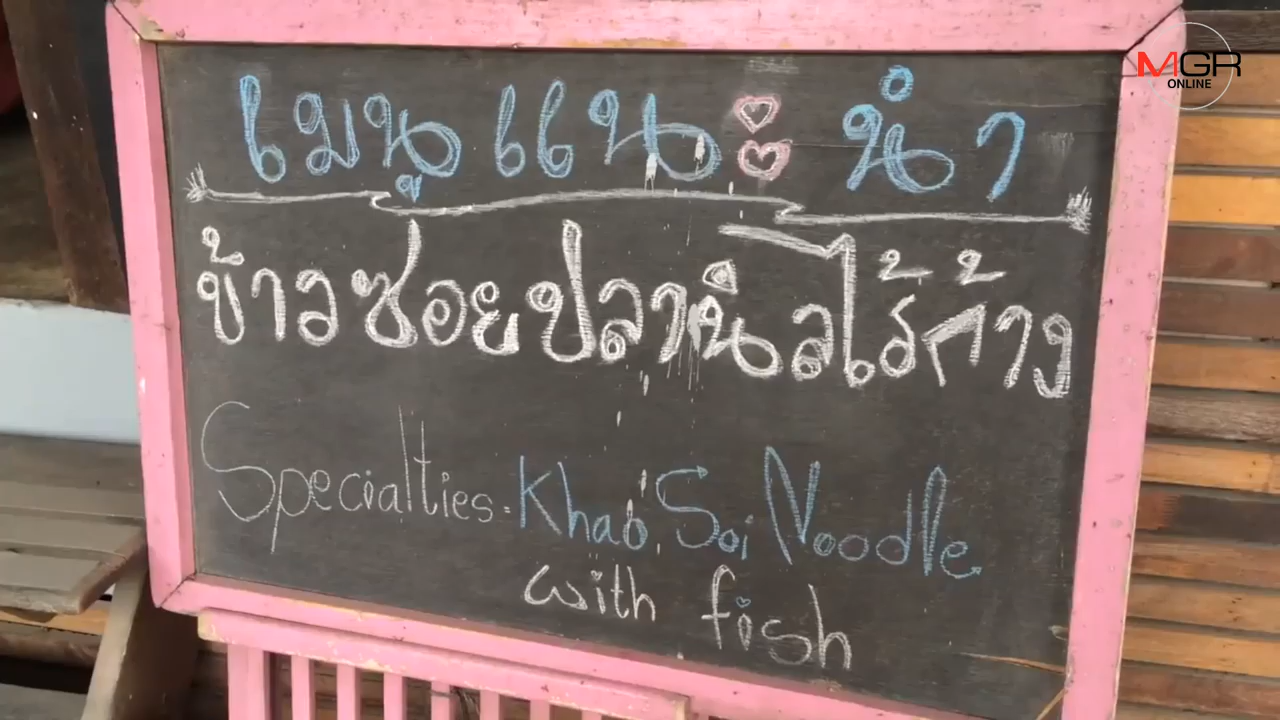 MGR
ONLINE
เมนูแนะนำ
ข้าวซอยปลานิลไร้ก้าง
Specialties: Khao Soi Noodle
with fish